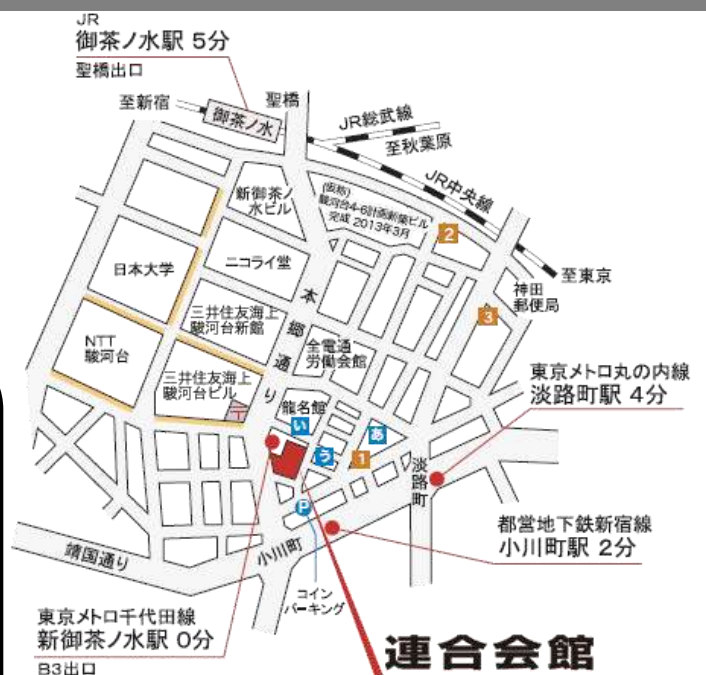 JR
御茶ノ水駅 5分
聖橋出口
至新宿
御茶ノ水
聖橋
JR総武線
至秋葉原
JR中央線
新御茶ノ
水ビル
(仮称)
駿河台4-6計画新築ビル
完成 2013年3月
2
至東京
日本大学
ニコライ堂
神田
郵便局
3
本郷通り
三井住友海上
駿河台新館
全電通
労働会館
NTT
駿河台
三井住友海上
駿河台ビル
〒
龍名館
い
あ
う
1
東京メトロ丸の内線
淡路町駅 4分
淡路町
P
都営地下鉄新宿線
小川町駅 2分
小川町
靖国通り
コイン
パーキング
東京メトロ千代田線
新御茶ノ水駅 0分
B3出口
連合会館